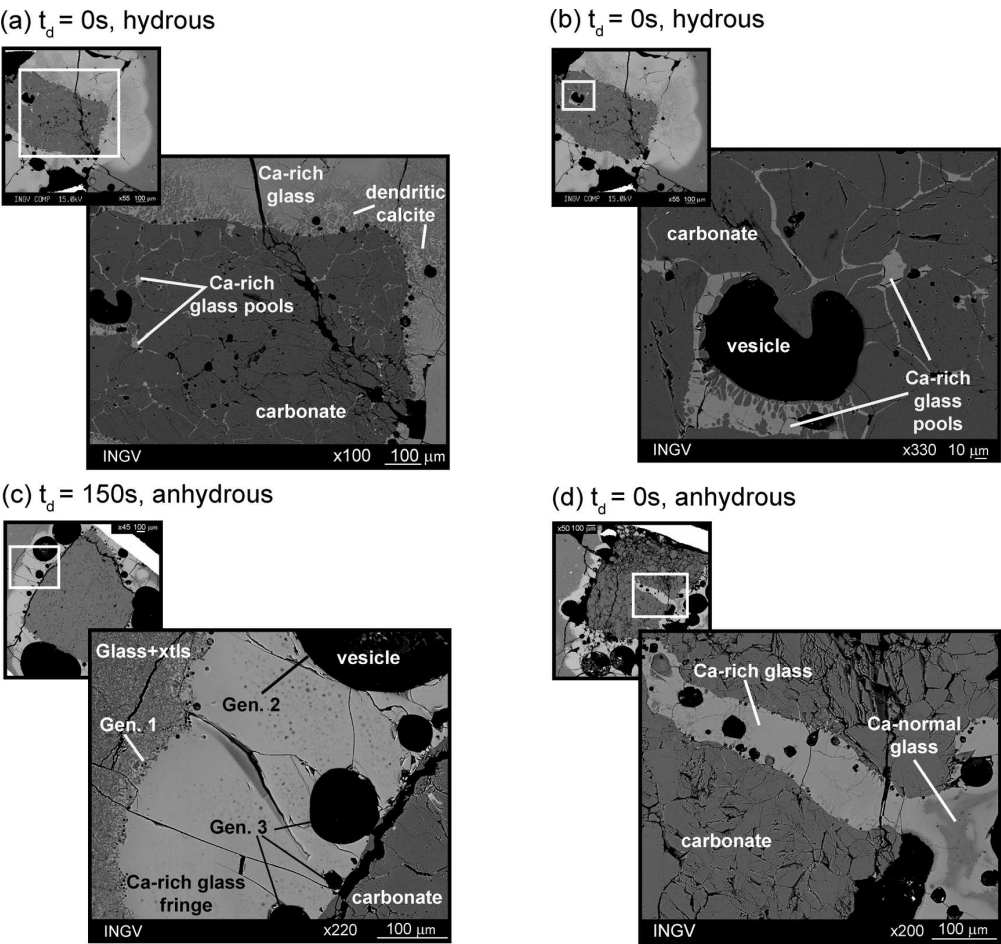 (a) t_d = 0s, hydrous
INGV COMP 15.0kV x55 100 µm
Ca-rich
glass
dendritic
calcite
Ca-rich
glass pools
carbonate
INGV x100 100 µm
(b) t_d = 0s, hydrous
INGV COMP 15.0kV x55 100 µm
carbonate
vesicle
Ca-rich
glass
pools
INGV x330 10 µm
(c) t_d = 150s, anhydrous
x45 100 µm
Glass+xtls
vesicle
Gen. 2
Gen. 1
Gen. 3
Ca-rich glass
fringe
carbonate
INGV x220 100 µm
(d) t_d = 0s, anhydrous
x50 100 µm
Ca-rich glass
Ca-normal
glass
carbonate
INGV x200 100 µm